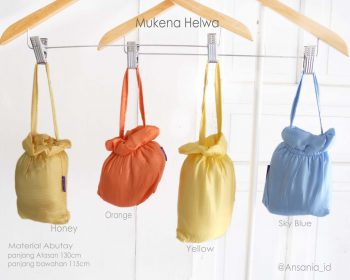 Mukena Helwa
Honey
Orange
Yellow
Sky Blue
Material Abutay
panjang Atasan 130cm
panjang bawahan 113cm
@Ansania_id